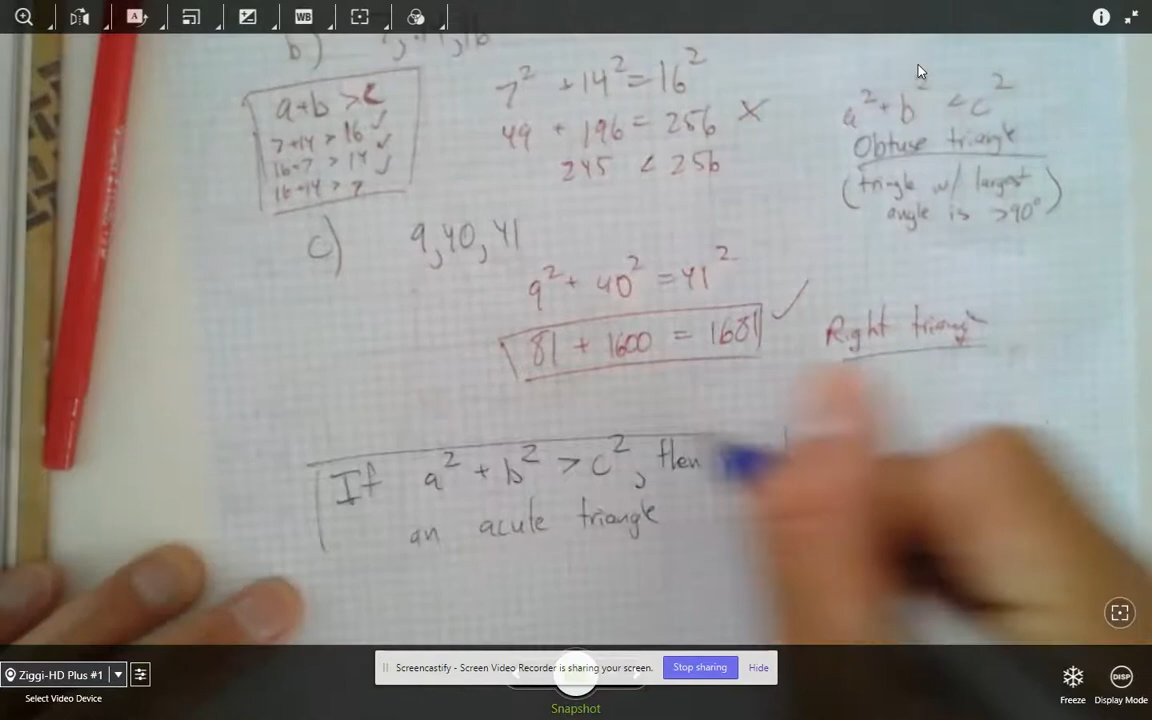 WB
b)
a+b >c
7+14 > 16 ✓
16+7 > 14 ✓
16+14 > 7 ✓
7² + 14² = 16²
49 + 196 = 256 X
245 < 256
a² + b² < c²
Obtuse triangle
(tringle w/ largest
angle is >90°)
c) 9,40,41
9² + 40² = 41²
81 + 1600 = 1681 ✓
Right triangle
If a² + b² > c², then
an acute triangle
Ziggi-HD Plus #1
Select Video Device
Screencastify - Screen Video Recorder is sharing your screen.
Stop sharing
Hide
Snapshot
Freeze
DISP
Display Mode